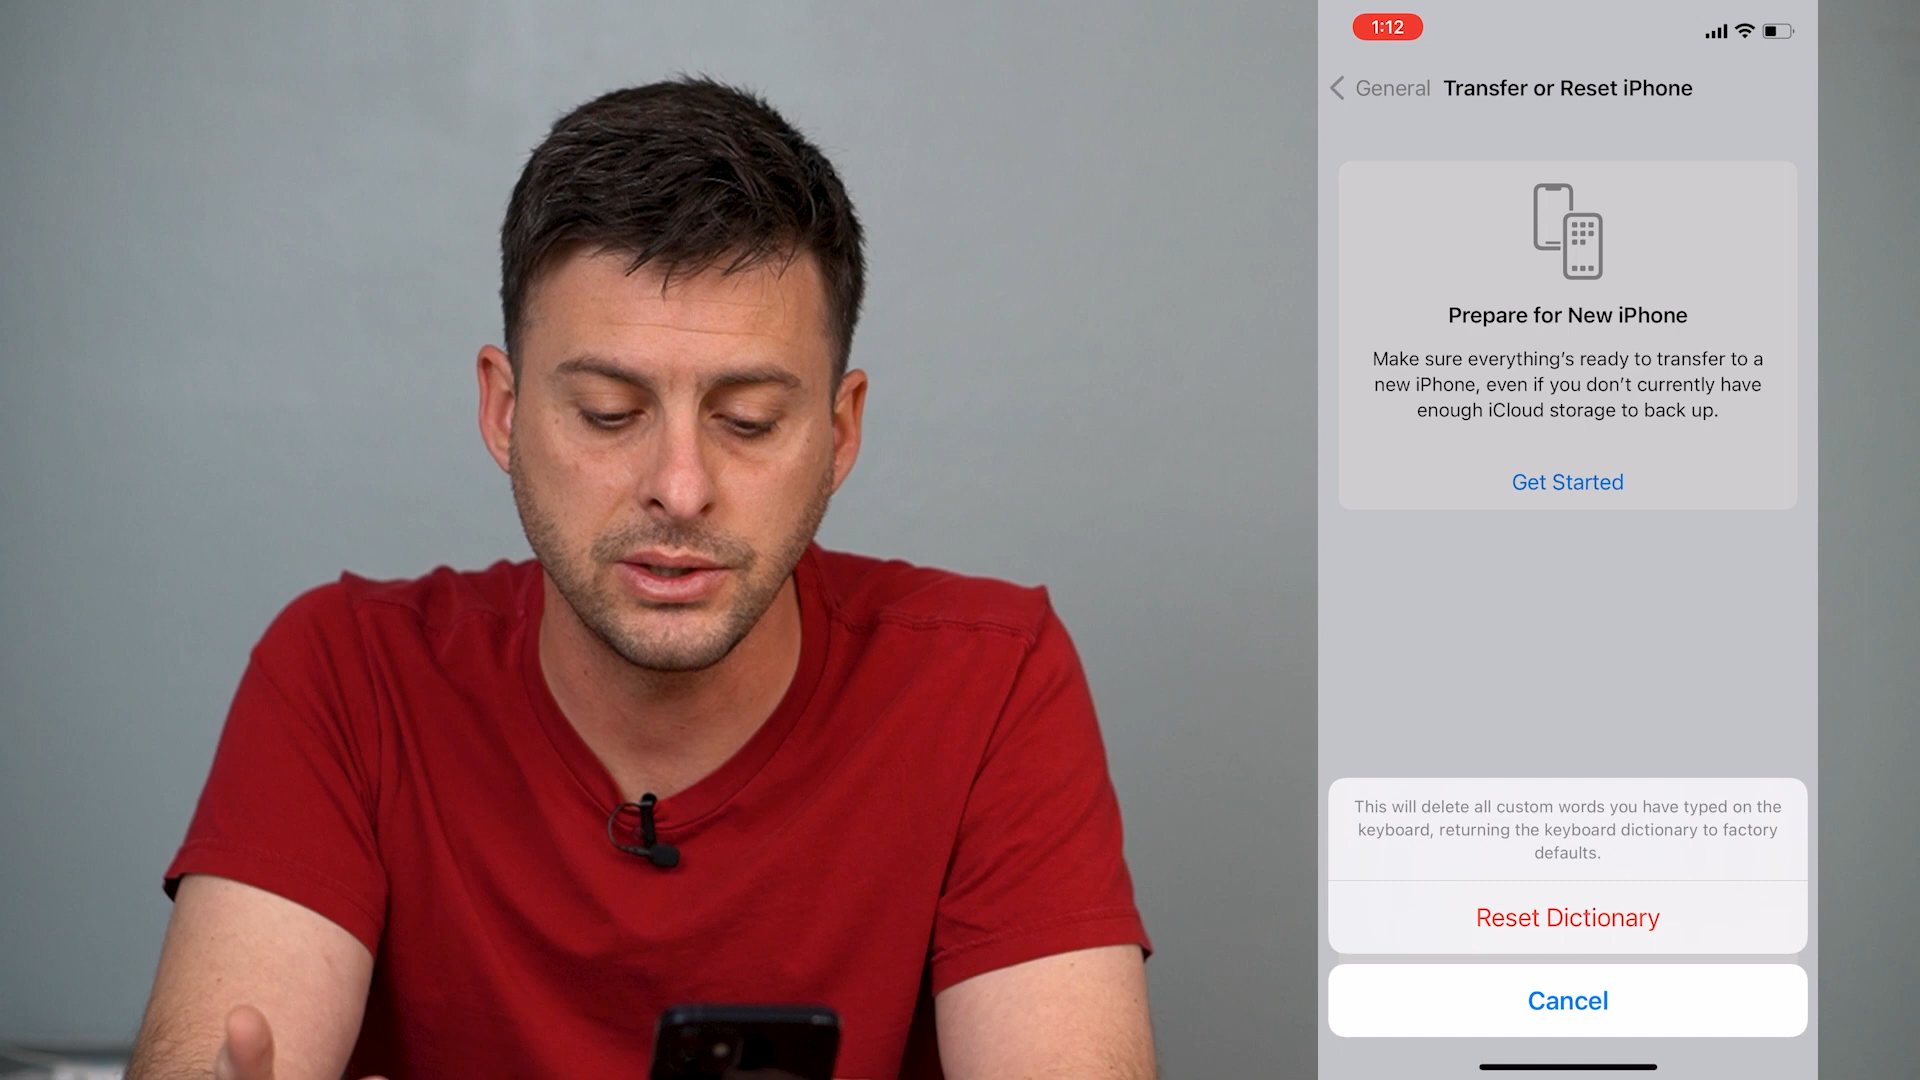 1:12
General Transfer or Reset iPhone
Prepare for New iPhone
Make sure everything’s ready to transfer to a
new iPhone, even if you don’t currently have
enough iCloud storage to back up.
Get Started
This will delete all custom words you have typed on the
keyboard, returning the keyboard dictionary to factory
defaults.
Reset Dictionary
Cancel